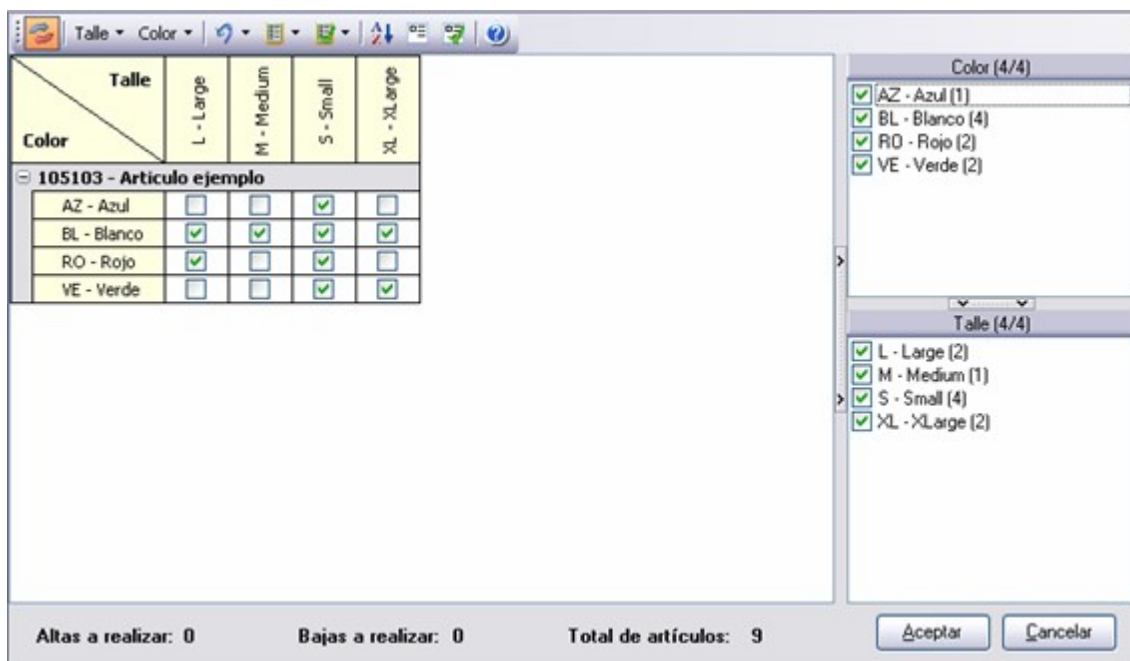 Talle Color
Talle
Color
L - Large
M - Medium
S - Small
XL - XLarge
105103 - Articulo ejemplo
AZ - Azul
BL - Blanco
RO - Rojo
VE - Verde
Color (4/4)
AZ - Azul (1)
BL - Blanco (4)
RO - Rojo (2)
VE - Verde (2)
Talle (4/4)
L - Large (2)
M - Medium (1)
S - Small (4)
XL - XLarge (2)
Altas a realizar: 0 Bajas a realizar: 0 Total de artículos: 9 Aceptar Cancelar